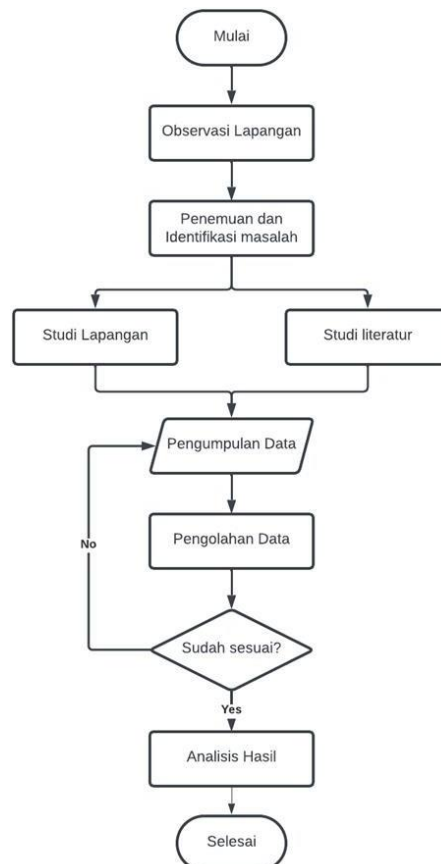 Mulai
Observasi Lapangan
Penemuan dan
Identifikasi masalah
Studi Lapangan
Studi literatur
Pengumpulan Data
Pengolahan Data
No
Sudah sesuai?
Yes
Analisis Hasil
Selesai